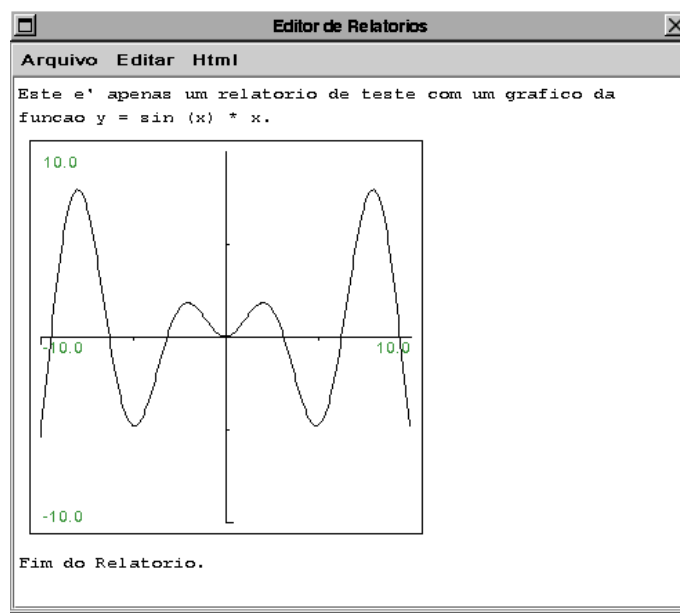 Editor de Relatorios
Arquivo Editar Html
Este e' apenas um relatorio de teste com um grafico da
funcao y = sin (x) * x.
10.0
-10.0 10.0
-10.0
Fim do Relatorio.